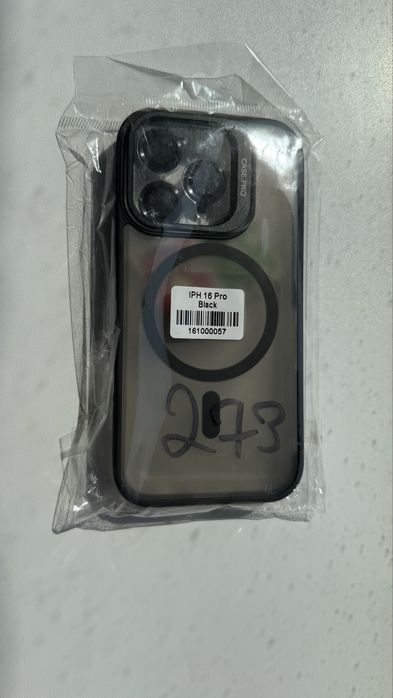 CASE.PRO
IPH 16 Pro
Black
161000057
273